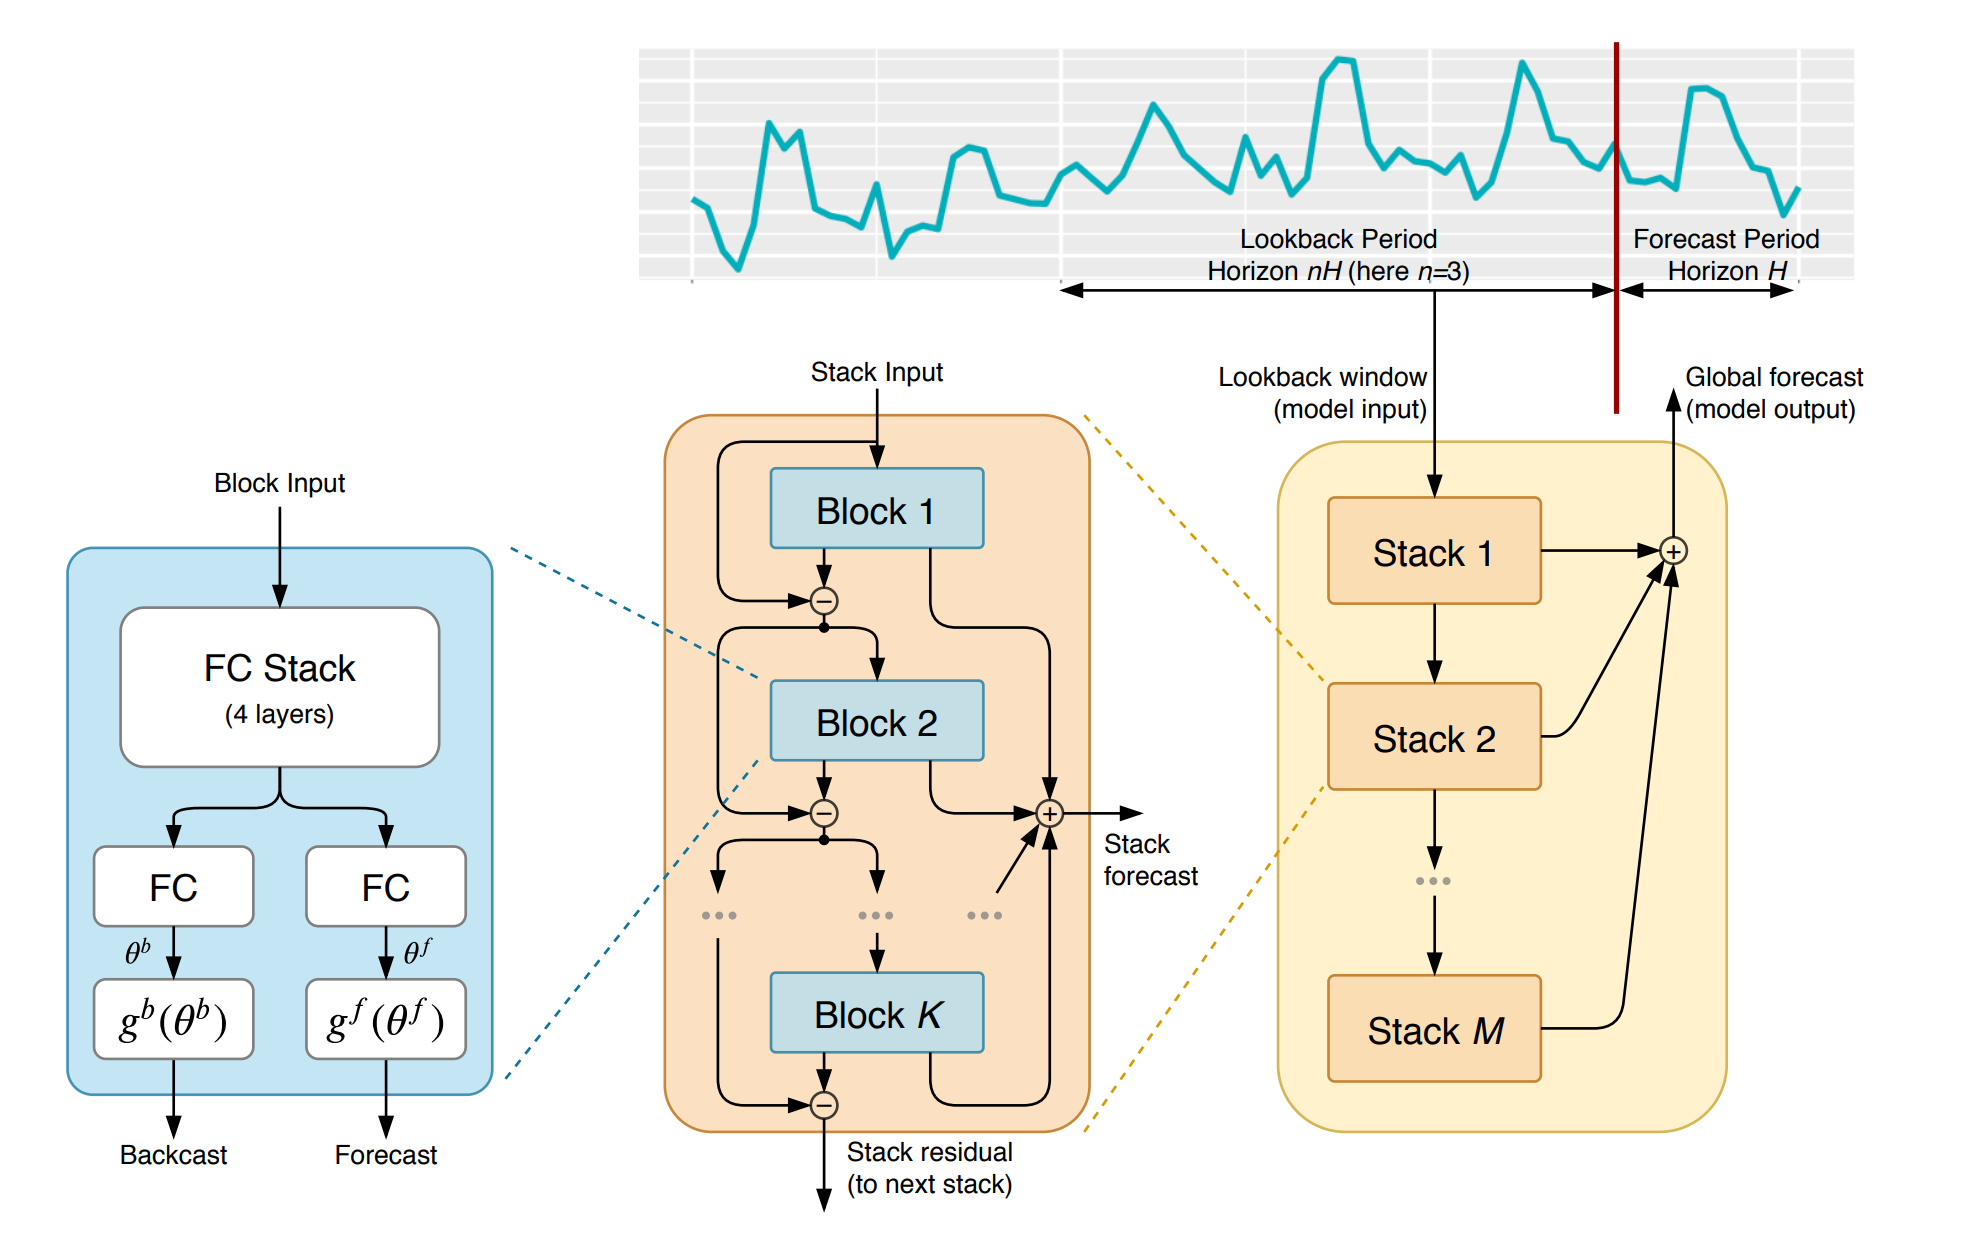 Lookback Period
Horizon nH (here n=3)
Forecast Period
Horizon H
Lookback window
(model input)
Global forecast
(model output)
Block Input
FC Stack
(4 layers)
FC
FC
θ^b
θ^f
g^b(θ^b)
g^f(θ^f)
Backcast
Forecast
Stack Input
Block 1
−
Block 2
−
+
Stack
forecast
...
...
...
Block K
−
Stack residual
(to next stack)
Stack 1
+
Stack 2
...
Stack M